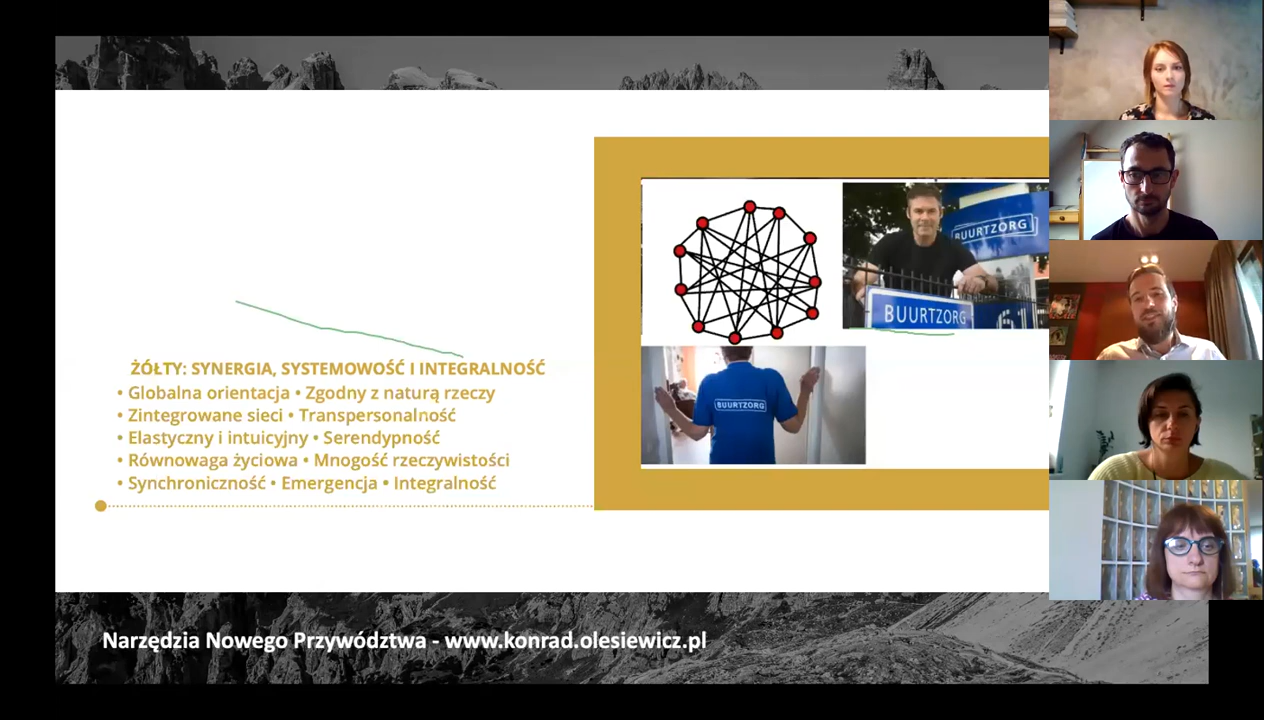 ŻÓŁTY: SYNERGIA, SYSTEMOWOŚĆ I INTEGRALNOŚĆ
• Globalna orientacja • Zgodny z naturą rzeczy
• Zintegrowane sieci • Transpersonalność
• Elastyczny i intuicyjny • Serendypność
• Równowaga życiowa • Mnogość rzeczywistości
• Synchroniczność • Emergencja • Integralność
BUURTZORG
BUURTZORG
BUURTZORG
Narzędzia Nowego Przywództwa - www.konrad.olesiewicz.pl